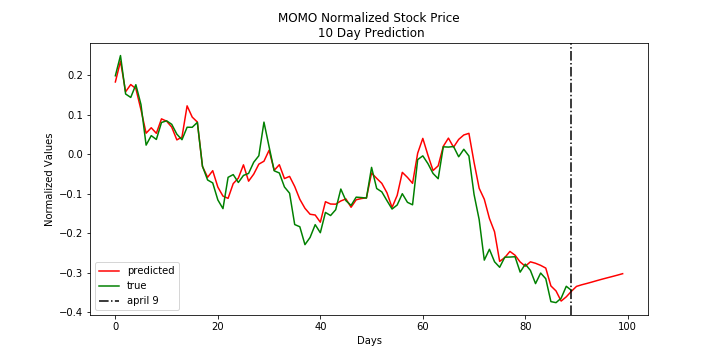 MOMO Normalized Stock Price
10 Day Prediction
Normalized Values
0.2
0.1
0.0
−0.1
−0.2
−0.3
−0.4
predicted
true
april 9
0 20 40 60 80 100
Days